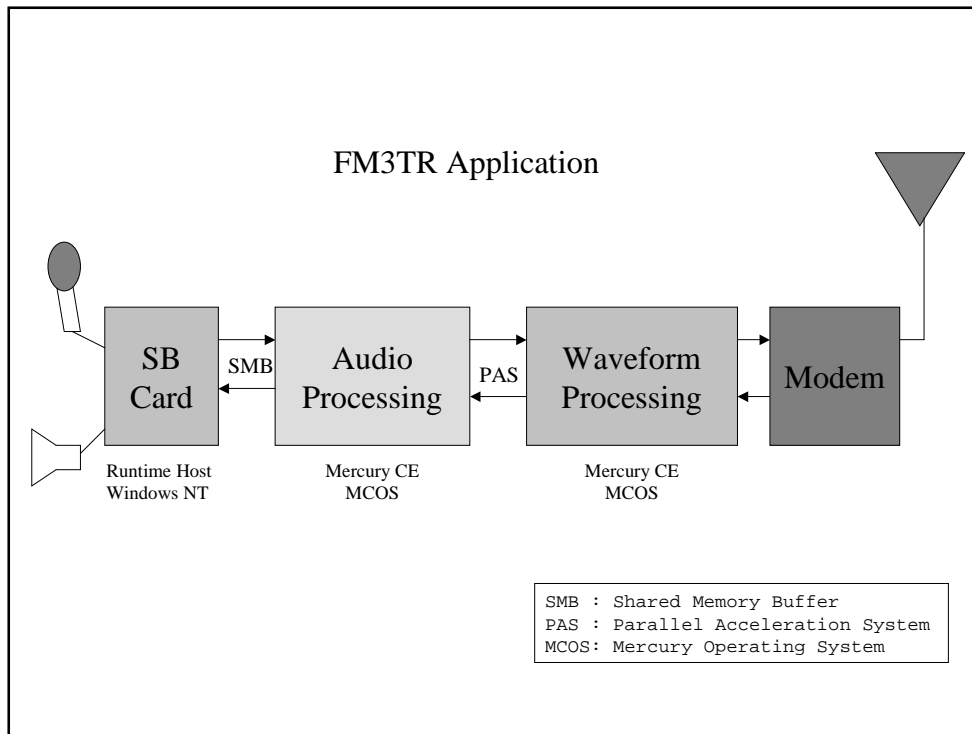 FM3TR Application
SB
Card
SMB
Audio
Processing
PAS
Waveform
Processing
Modem
Runtime Host
Windows NT
Mercury CE
MCOS
Mercury CE
MCOS
SMB : Shared Memory Buffer
PAS : Parallel Acceleration System
MCOS: Mercury Operating System